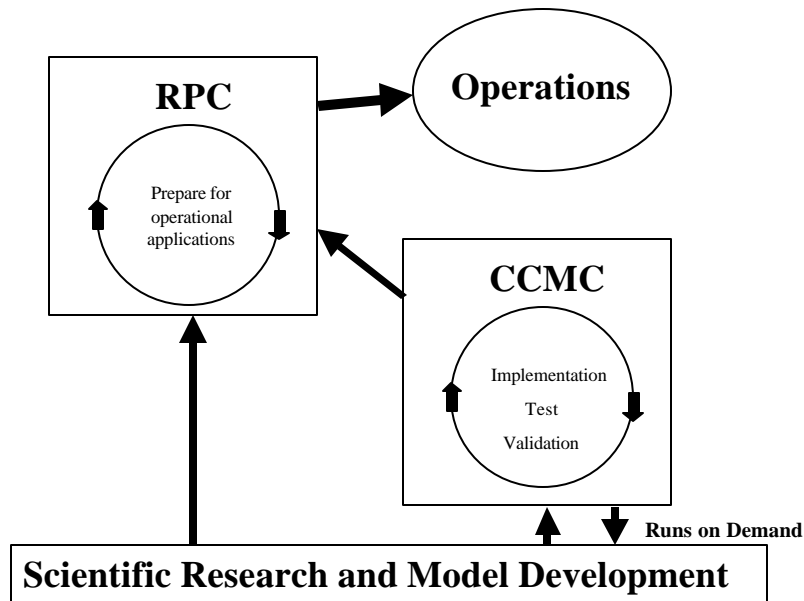 RPC
Operations
Prepare for
operational
applications
CCMC
Implementation
Test
Validation
Runs on Demand
Scientific Research and Model Development